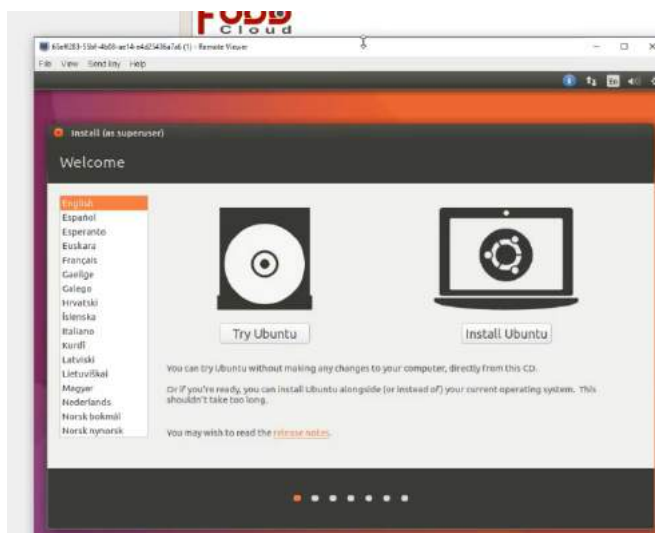 FOSS
Cloud
(1) - Remote Viewer
File View Send key Help
En
Install (as superuser)
Welcome
English
Español
Esperanto
Euskara
Français
Gaeilge
Galego
Hrvatski
Íslenska
Italiano
Kurdî
Latviski
Lietuviškai
Magyar
Nederlands
Norsk bokmål
Norsk nynorsk
Try Ubuntu
Install Ubuntu
You can try Ubuntu without making any changes to your computer, directly from this CD.
Or if you're ready, you can install Ubuntu alongside (or instead of) your current operating system. This
shouldn't take too long.
You may wish to read the release notes.